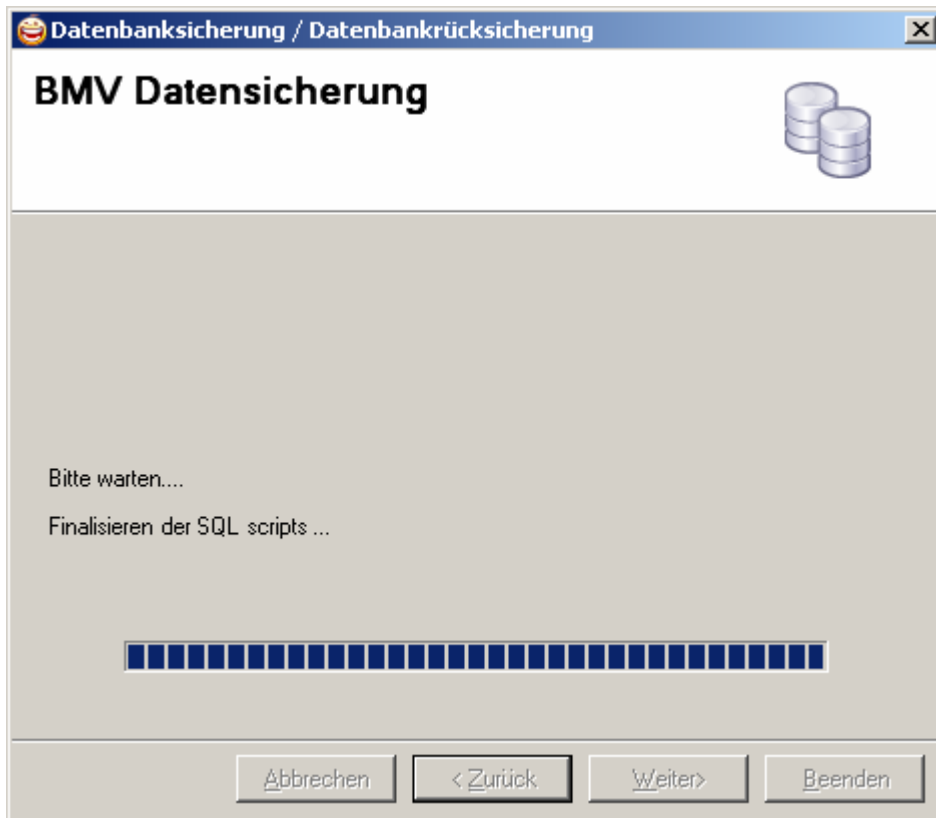 Datenbanksicherung / Datenbankrücksicherung
BMV Datensicherung
Bitte warten....
Finalisieren der SQL scripts ...
Abbrechen
< Zurück
Weiter>
Beenden